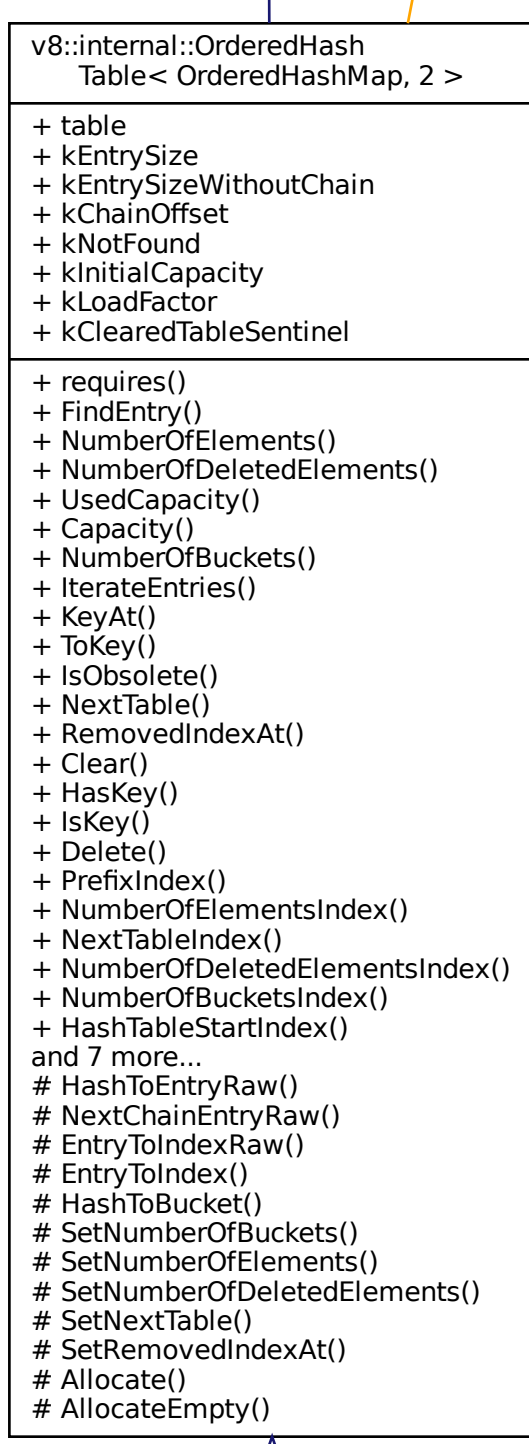 v8::internal::OrderedHash
Table< OrderedHashMap, 2 >
+ table
+ kEntrySize
+ kEntrySizeWithoutChain
+ kChainOffset
+ kNotFound
+ kInitialCapacity
+ kLoadFactor
+ kClearedTableSentinel
+ requires()
+ FindEntry()
+ NumberOfElements()
+ NumberOfDeletedElements()
+ UsedCapacity()
+ Capacity()
+ NumberOfBuckets()
+ IterateEntries()
+ KeyAt()
+ ToKey()
+ IsObsolete()
+ NextTable()
+ RemovedIndexAt()
+ Clear()
+ HasKey()
+ IsKey()
+ Delete()
+ PrefixIndex()
+ NumberOfElementsIndex()
+ NextTableIndex()
+ NumberOfDeletedElementsIndex()
+ NumberOfBucketsIndex()
+ HashTableStartIndex()
and 7 more...
# HashToEntryRaw()
# NextChainEntryRaw()
# EntryToIndexRaw()
# EntryToIndex()
# HashToBucket()
# SetNumberOfBuckets()
# SetNumberOfElements()
# SetNumberOfDeletedElements()
# SetNextTable()
# SetRemovedIndexAt()
# Allocate()
# AllocateEmpty()